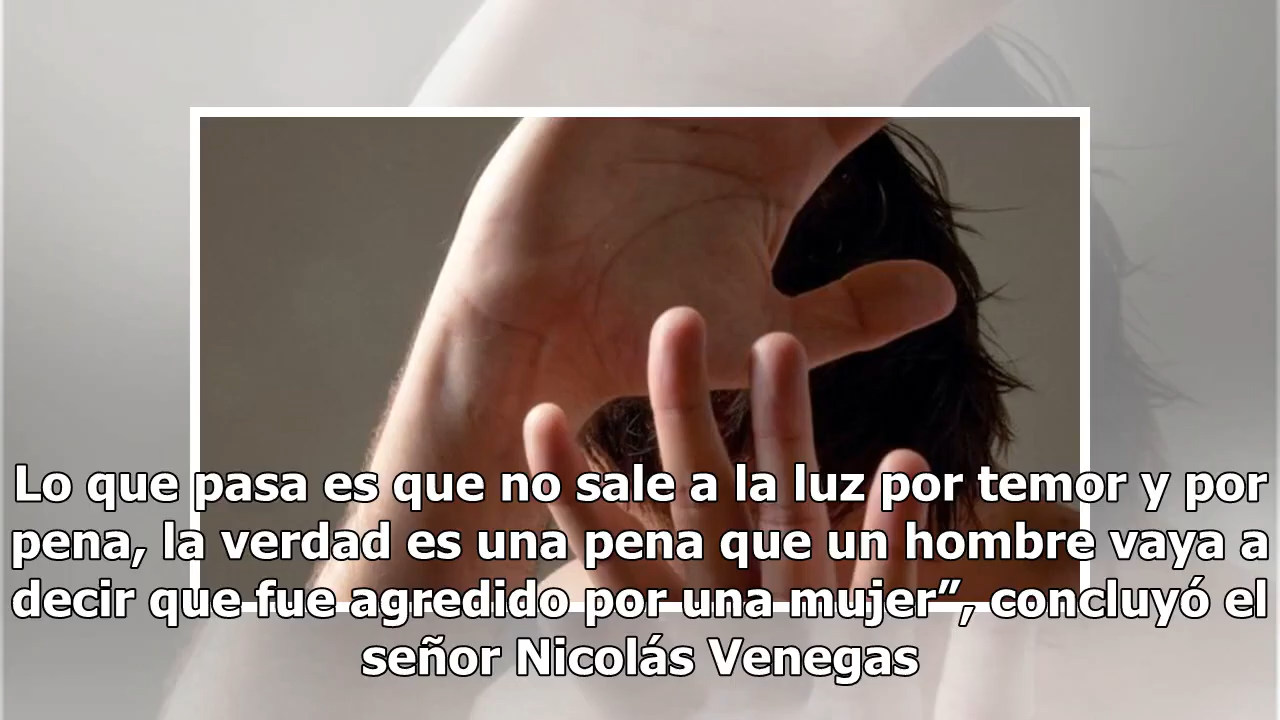 Lo que pasa es que no sale a la luz por temor y por
pena, la verdad es una pena que un hombre vaya a
decir que fue agredido por una mujer”, concluyó el
señor Nicolás Venegas